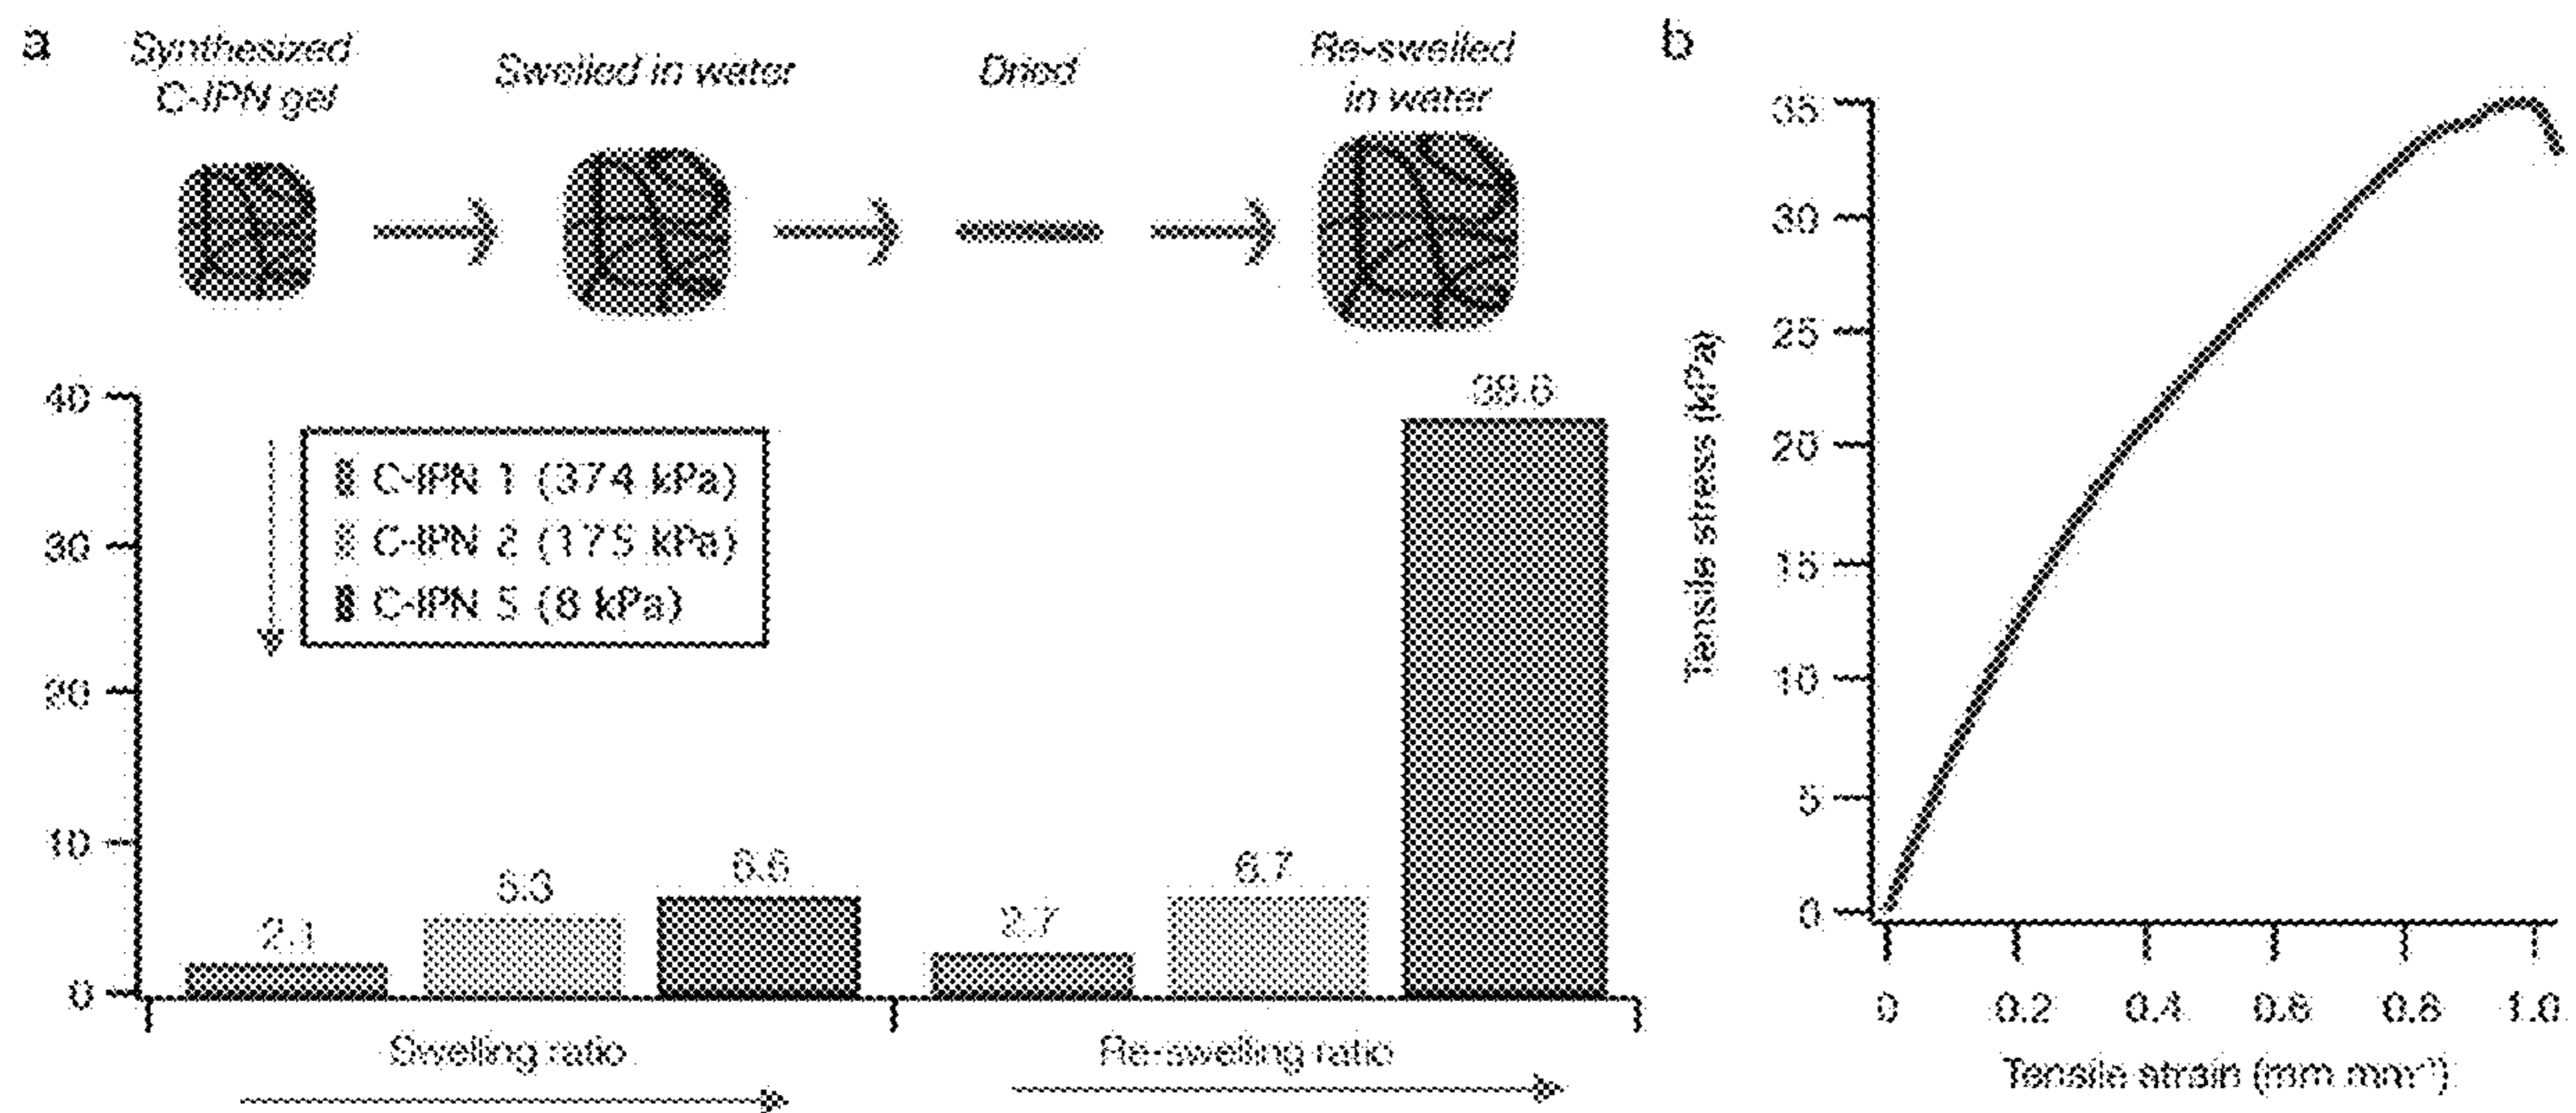 a
Synthesized
C-IPN gel
Swelled in water
Dried
Re-swelled
in water
40
30
20
10
0
C-IPN 1 (374 kPa)
C-IPN 2 (175 kPa)
C-IPN 5 (8 kPa)
2.1
5.3
6.6
2.7
6.7
38.6
Swelling ratio
Re-swelling ratio
b
Tensile stress (kPa)
35
30
25
20
15
10
5
0
0 0.2 0.4 0.6 0.8 1.0
Tensile strain (mm mm⁻¹)